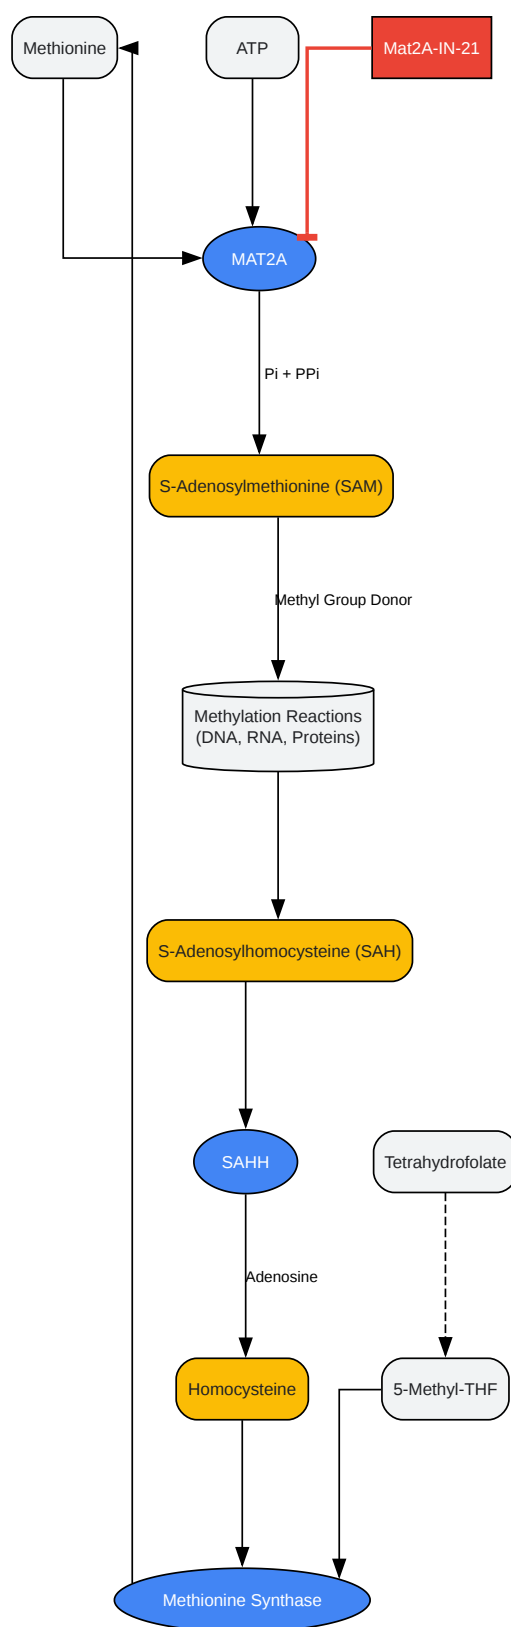 Methionine
ATP
Mat2A-IN-21
MAT2A
Pi + PPi
S-Adenosylmethionine (SAM)
Methyl Group Donor
Methylation Reactions
(DNA, RNA, Proteins)
S-Adenosylhomocysteine (SAH)
SAHH
Tetrahydrofolate
Adenosine
Homocysteine
5-Methyl-THF
Methionine Synthase